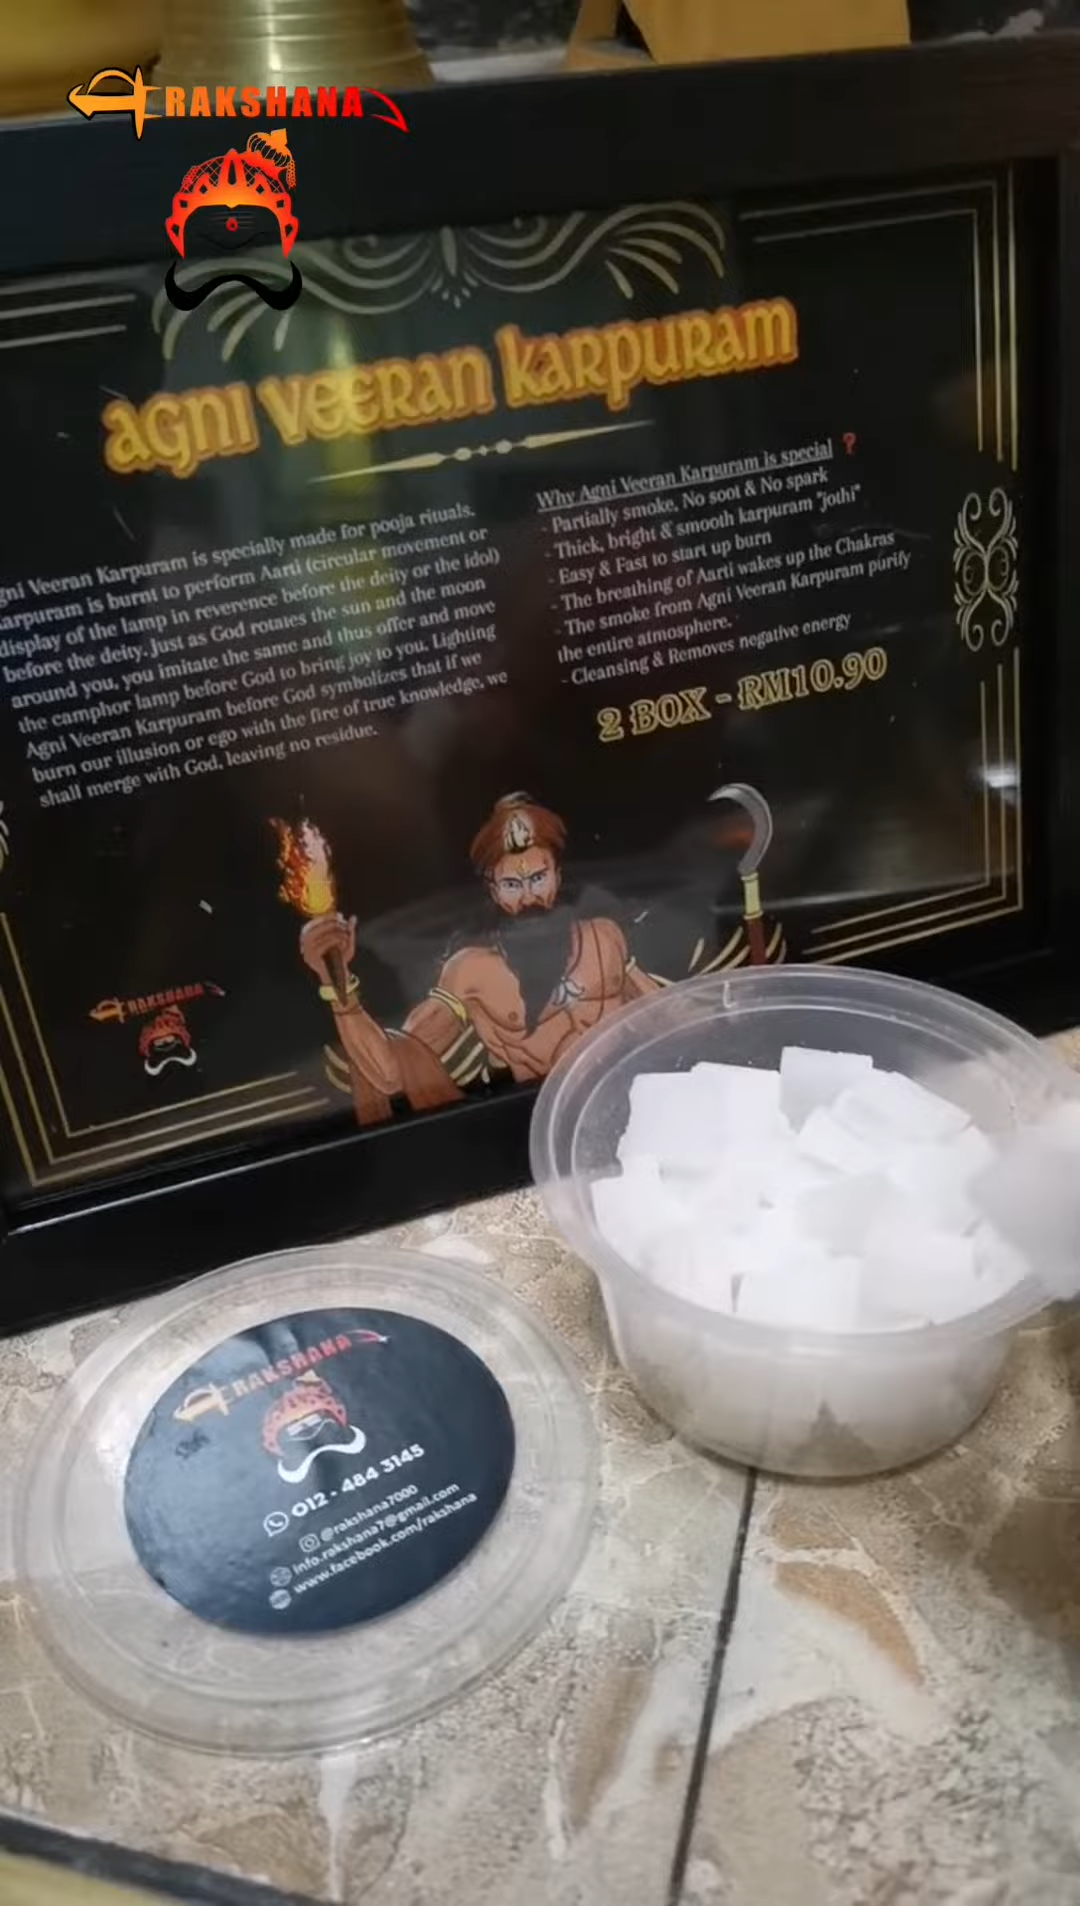 RAKSHANA
agni veeran karpuram
gni Veeran Karpuram is specially made for pooja rituals.
arpuram is burnt to perform Aarti (circular movement or
display of the lamp in reverence before the deity or the idol)
before the deity. Just as God rotates the sun and the moon
around you, you imitate the same and thus offer and move
the camphor lamp before God to bring joy to you. Lighting
Agni Veeran Karpuram before God symbolizes that if we
burn our illusion or ego with the fire of true knowledge, we
shall merge with God, leaving no residue.
Why Agni Veeran Karpuram is special ?
- Partially smoke, No soot & No spark
- Thick, bright & smooth karpuram "jothi"
- Easy & Fast to start up burn
- The breathing of Aarti wakes up the Chakras
- The smoke from Agni Veeran Karpuram purify
the entire atmosphere.
- Cleansing & Removes negative energy
2 BOX - RM10.90
RAKSHANA
RAKSHANA
012 - 484 3145
@rakshana7000
info.rakshana7@gmail.com
www.facebook.com/rakshana